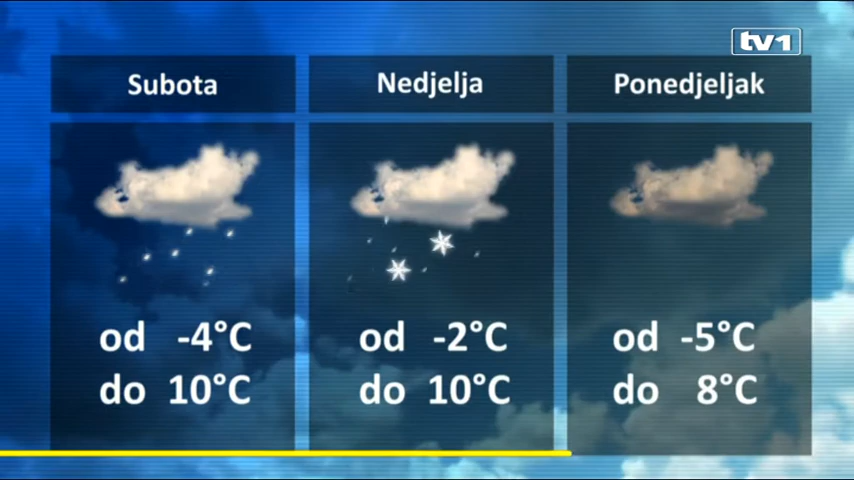 tv1
Subota
Nedjelja
Ponedjeljak
od -4°C
do 10°C
od -2°C
do 10°C
od -5°C
do 8°C